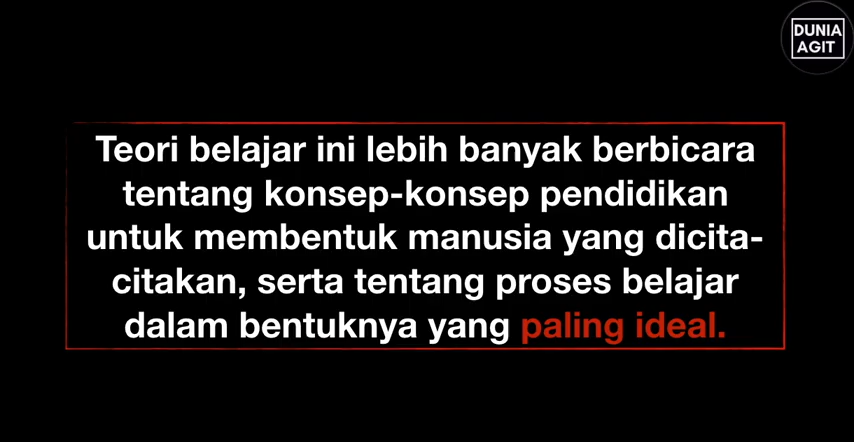 DUNIA
AGIT
Teori belajar ini lebih banyak berbicara
tentang konsep-konsep pendidikan
untuk membentuk manusia yang dicita-
citakan, serta tentang proses belajar
dalam bentuknya yang paling ideal.